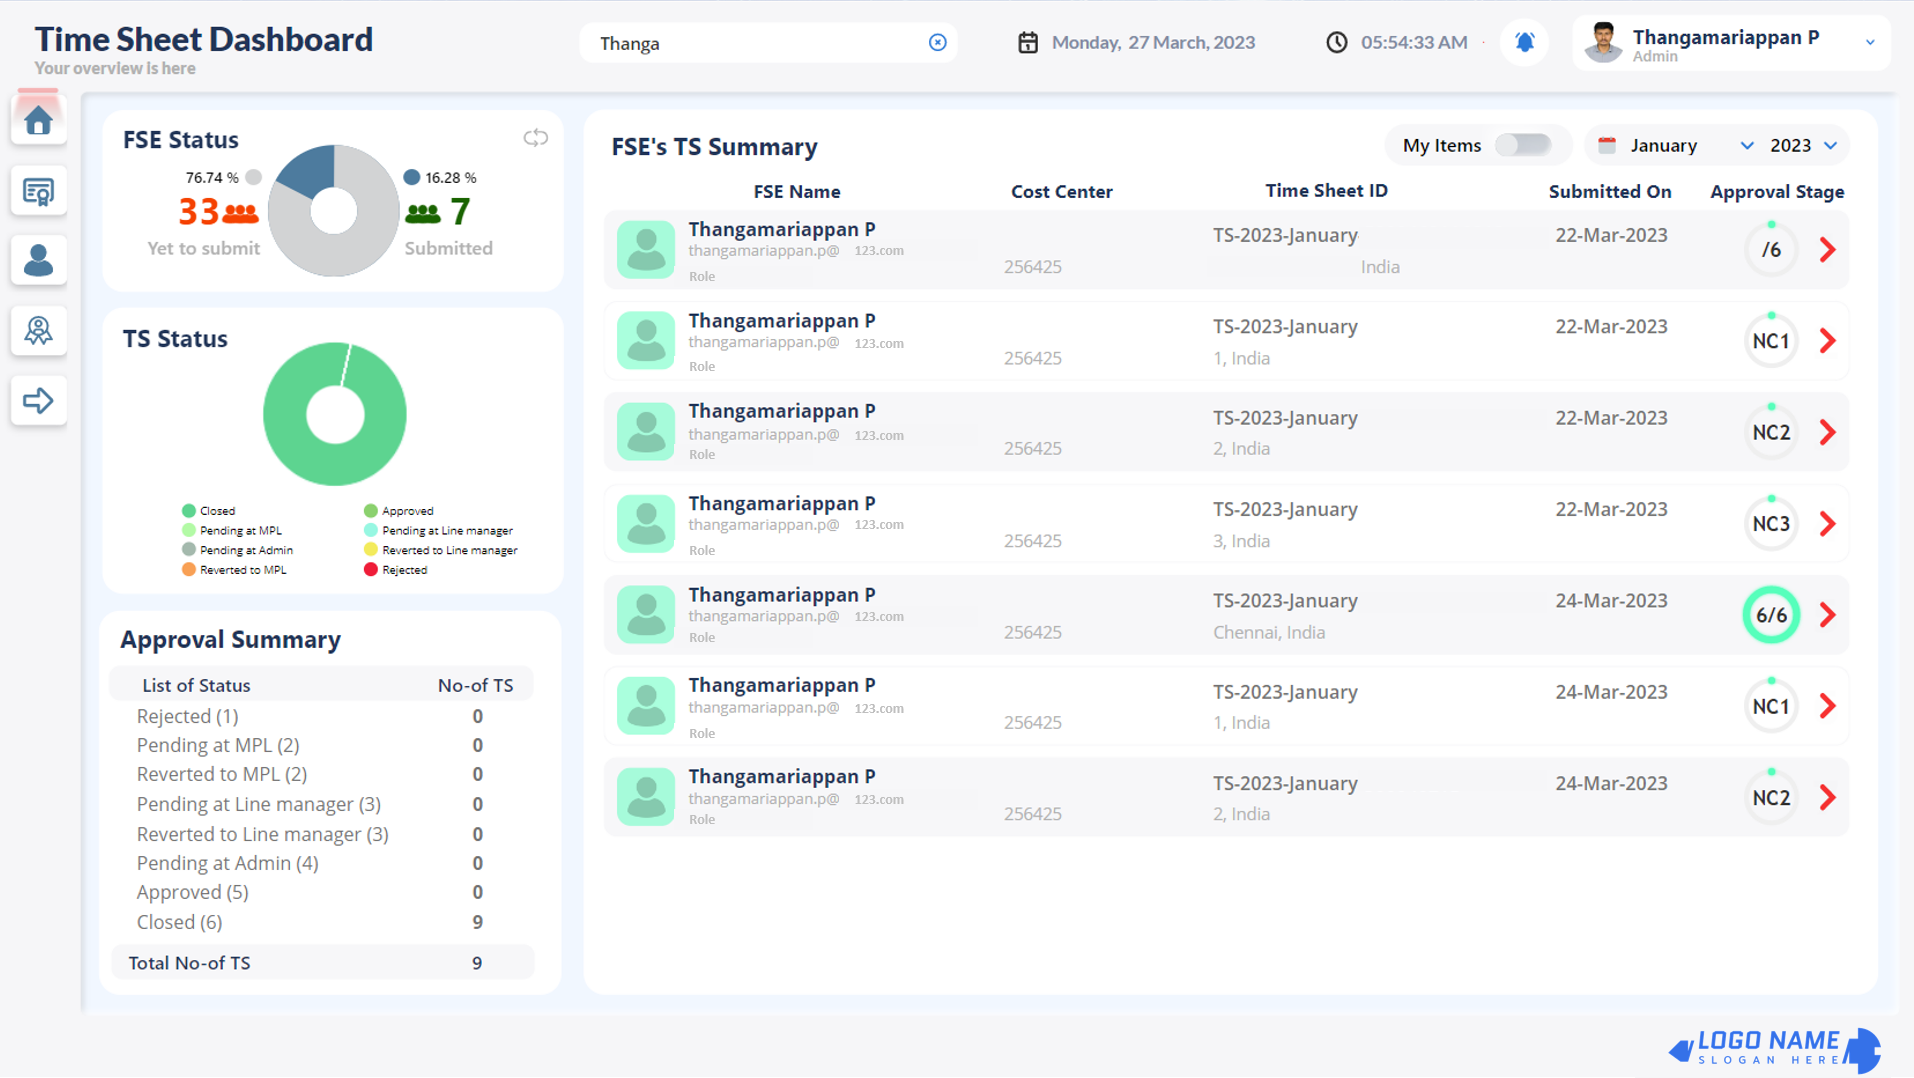 Time Sheet Dashboard
Your overview is here
Thanga
Monday, 27 March, 2023
05:54:33 AM
Thangamariappan P
Admin
FSE Status
76.74 %
33
Yet to submit
16.28 %
7
Submitted
TS Status
Closed
Approved
Pending at MPL
Pending at Line manager
Pending at Admin
Reverted to Line manager
Reverted to MPL
Rejected
Approval Summary
List of Status No-of TS
Rejected (1) 0
Pending at MPL (2) 0
Reverted to MPL (2) 0
Pending at Line manager (3) 0
Reverted to Line manager (3) 0
Pending at Admin (4) 0
Approved (5) 0
Closed (6) 9
Total No-of TS 9
FSE's TS Summary
My Items
January 2023
FSE Name Cost Center Time Sheet ID Submitted On Approval Stage
Thangamariappan P
thangamariappan.p@ 123.com
Role
256425
TS-2023-January
India
22-Mar-2023
/6
Thangamariappan P
thangamariappan.p@ 123.com
Role
256425
TS-2023-January
1, India
22-Mar-2023
NC1
Thangamariappan P
thangamariappan.p@ 123.com
Role
256425
TS-2023-January
2, India
22-Mar-2023
NC2
Thangamariappan P
thangamariappan.p@ 123.com
Role
256425
TS-2023-January
3, India
22-Mar-2023
NC3
Thangamariappan P
thangamariappan.p@ 123.com
Role
256425
TS-2023-January
Chennai, India
24-Mar-2023
6/6
Thangamariappan P
thangamariappan.p@ 123.com
Role
256425
TS-2023-January
1, India
24-Mar-2023
NC1
Thangamariappan P
thangamariappan.p@ 123.com
Role
256425
TS-2023-January
2, India
24-Mar-2023
NC2
LOGO NAME
SLOGAN HERE